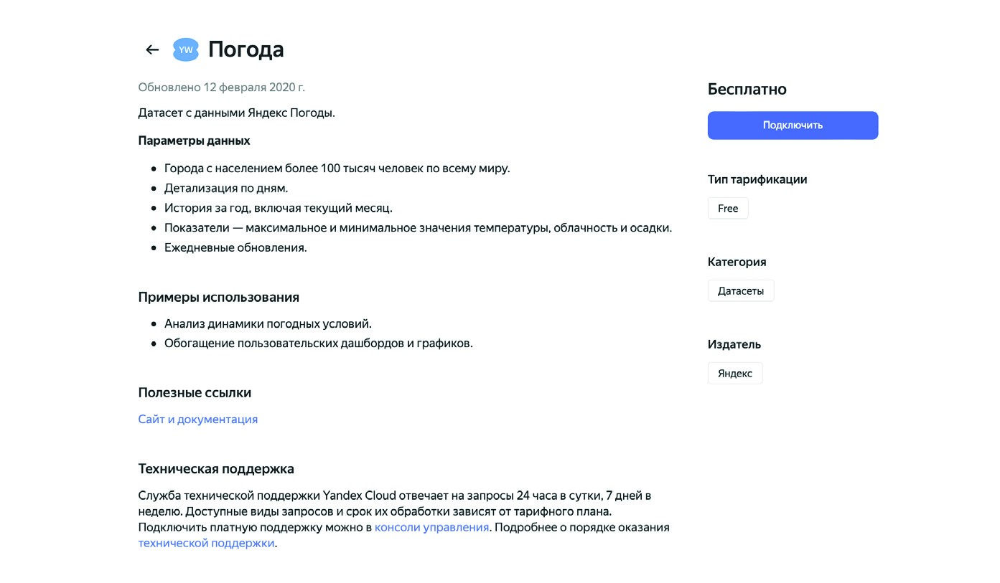 YW Погода
Обновлено 12 февраля 2020 г.
Датасет с данными Яндекс Погоды.
Параметры данных
Города с населением более 100 тысяч человек по всему миру.
Детализация по дням.
История за год, включая текущий месяц.
Показатели — максимальное и минимальное значения температуры, облачность и осадки.
Ежедневные обновления.
Примеры использования
Анализ динамики погодных условий.
Обогащение пользовательских дашбордов и графиков.
Полезные ссылки
Сайт и документация
Техническая поддержка
Служба технической поддержки Yandex Cloud отвечает на запросы 24 часа в сутки, 7 дней в
неделю. Доступные виды запросов и срок их обработки зависят от тарифного плана.
Подключить платную поддержку можно в консоли управления. Подробнее о порядке оказания
технической поддержки.
Бесплатно
Подключить
Тип тарификации
Free
Категория
Датасеты
Издатель
Яндекс